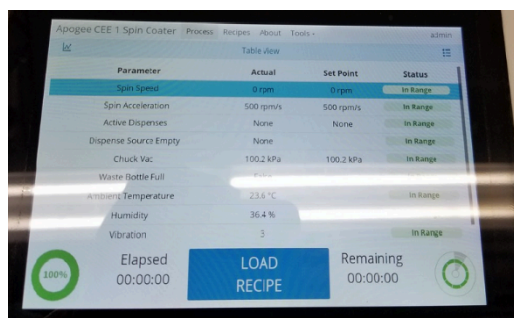 Apogee CEE 1 Spin Coater Process Recipes About Tools admin
Table View
Parameter Actual Set Point Status
Spin Speed 0 rpm 0 rpm In Range
Spin Acceleration 500 rpm/s 500 rpm/s In Range
Active Dispenses None None In Range
Dispense Source Empty None In Range
Chuck Vac 100.2 kPa 100.2 kPa In Range
Waste Bottle Full
Ambient Temperature 23.6 °C In Range
Humidity 36.4 %
Vibration 3 In Range
100% Elapsed LOAD Remaining
00:00:00 RECIPE 00:00:00